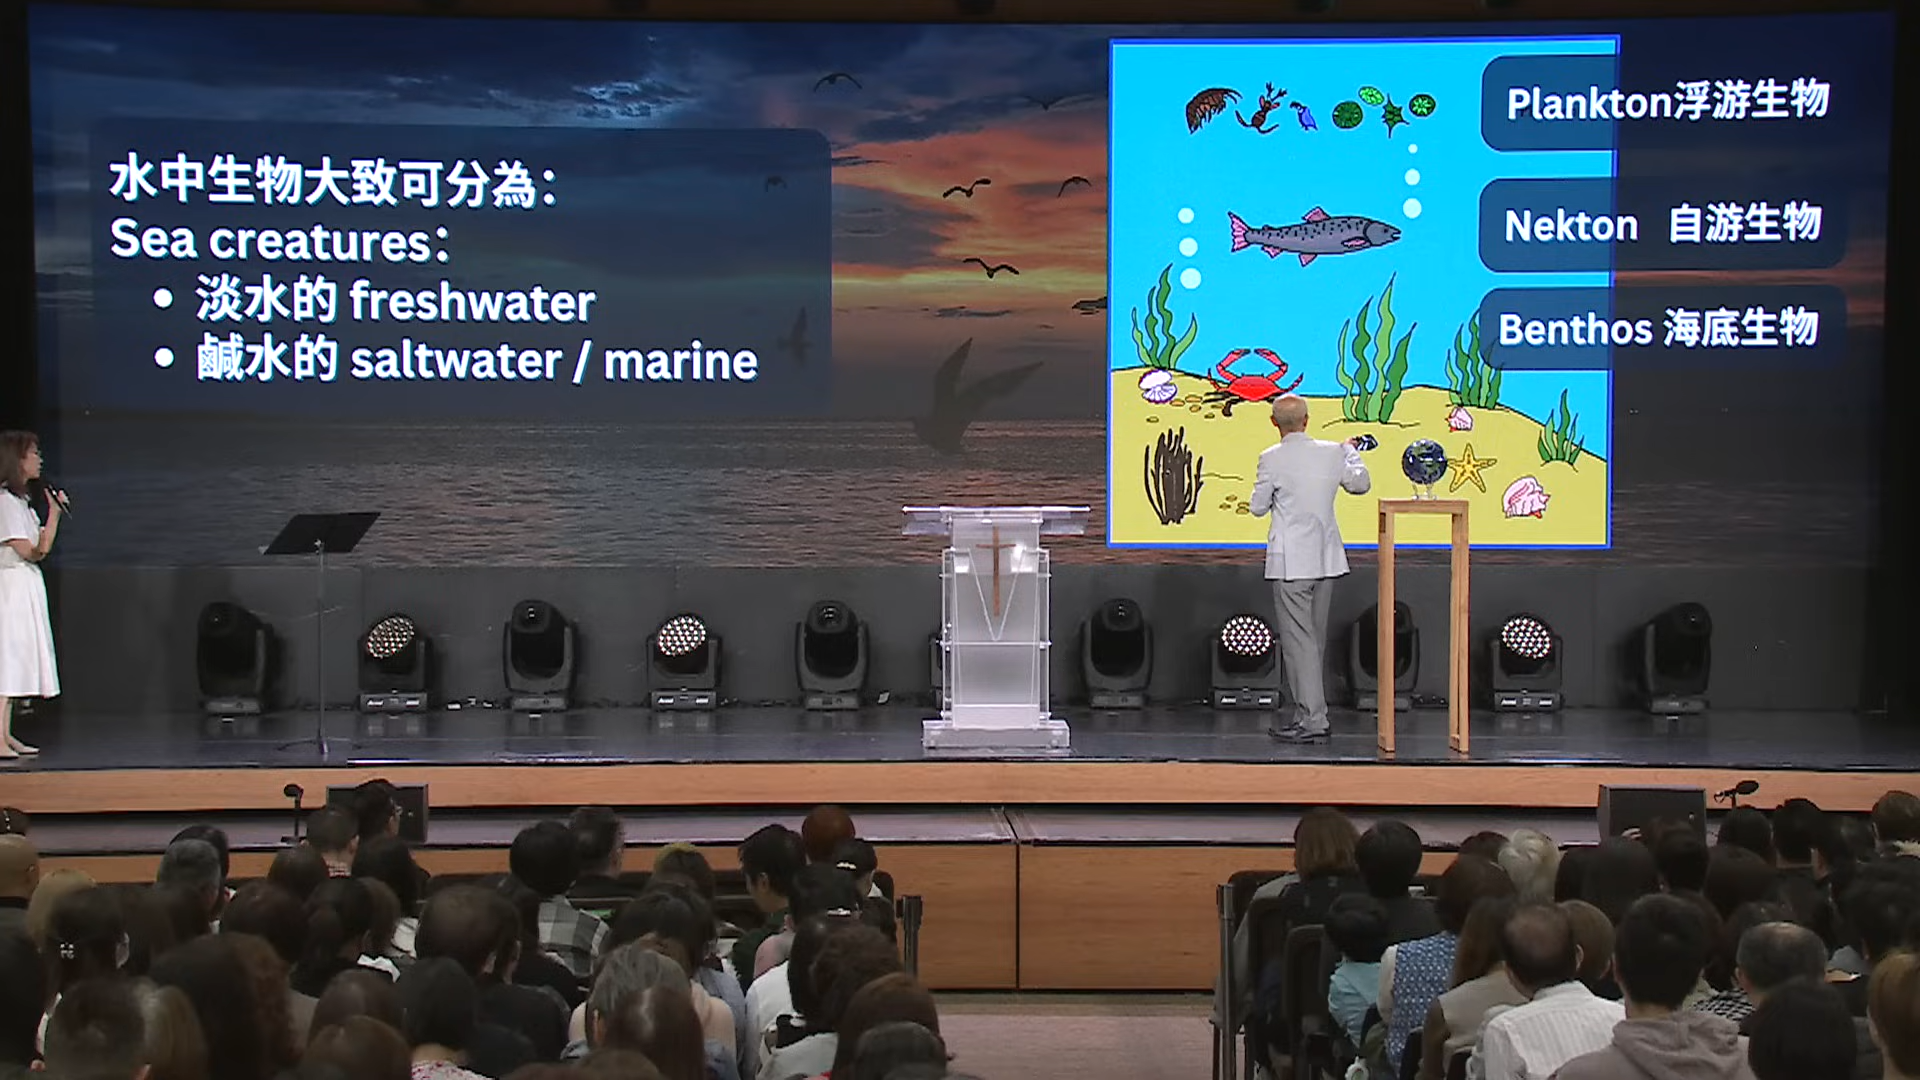 水中生物大致可分為：
Sea creatures：
• 淡水的 freshwater
• 鹹水的 saltwater / marine
Plankton浮游生物
Nekton 自游生物
Benthos 海底生物